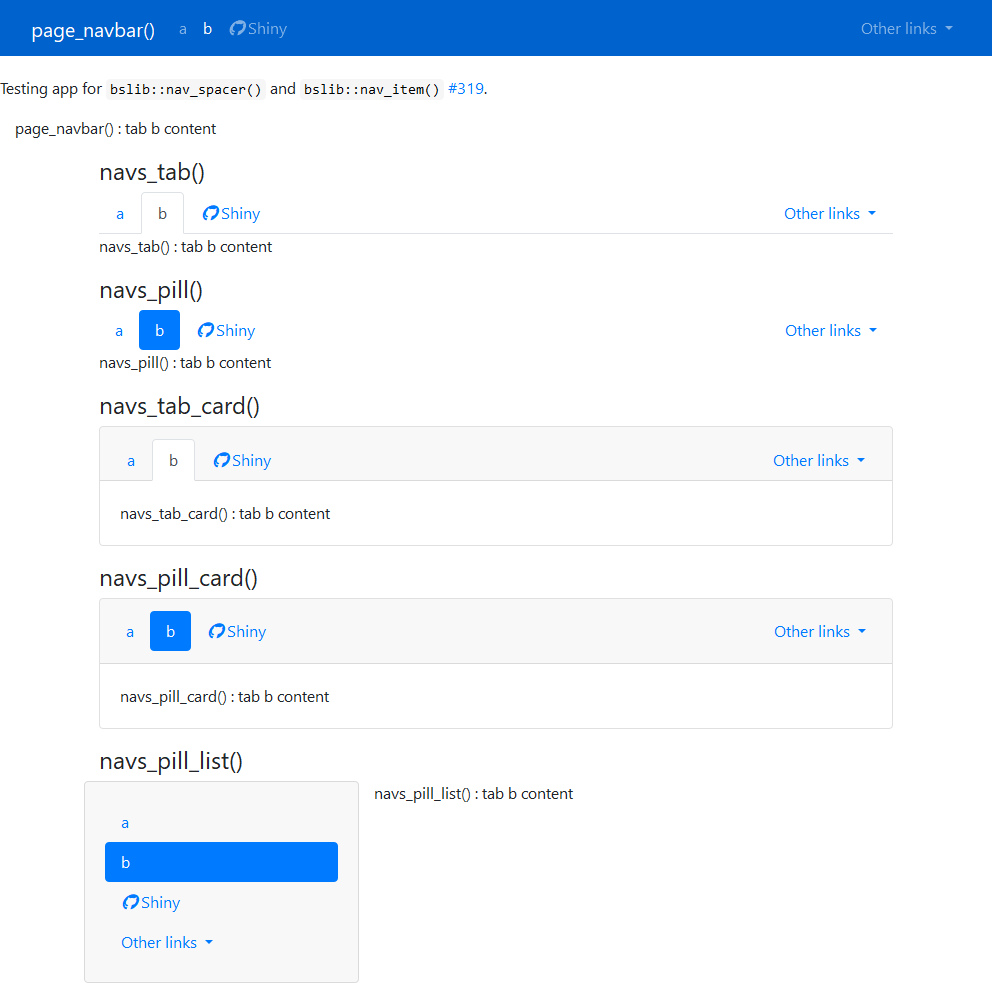 page_navbar() a b Shiny Other links
Testing app for bslib::nav_spacer() and bslib::nav_item() #319.
page_navbar() : tab b content
navs_tab()
a b Shiny Other links
navs_tab() : tab b content
navs_pill()
a b Shiny Other links
navs_pill() : tab b content
navs_tab_card()
a b Shiny Other links
navs_tab_card() : tab b content
navs_pill_card()
a b Shiny Other links
navs_pill_card() : tab b content
navs_pill_list()
navs_pill_list() : tab b content
a
b
Shiny
Other links